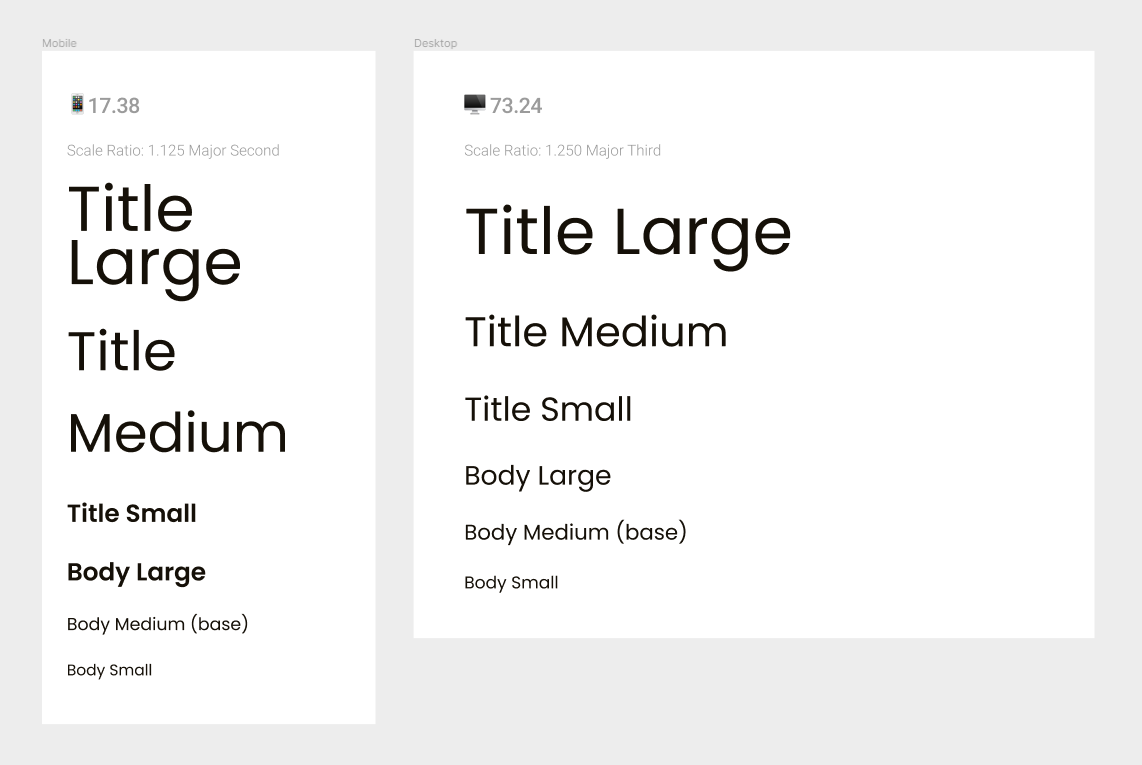 Mobile
17.38
Scale Ratio: 1.125 Major Second
Title
Large
Title
Medium
Title Small
Body Large
Body Medium (base)
Body Small
Desktop
73.24
Scale Ratio: 1.250 Major Third
Title Large
Title Medium
Title Small
Body Large
Body Medium (base)
Body Small